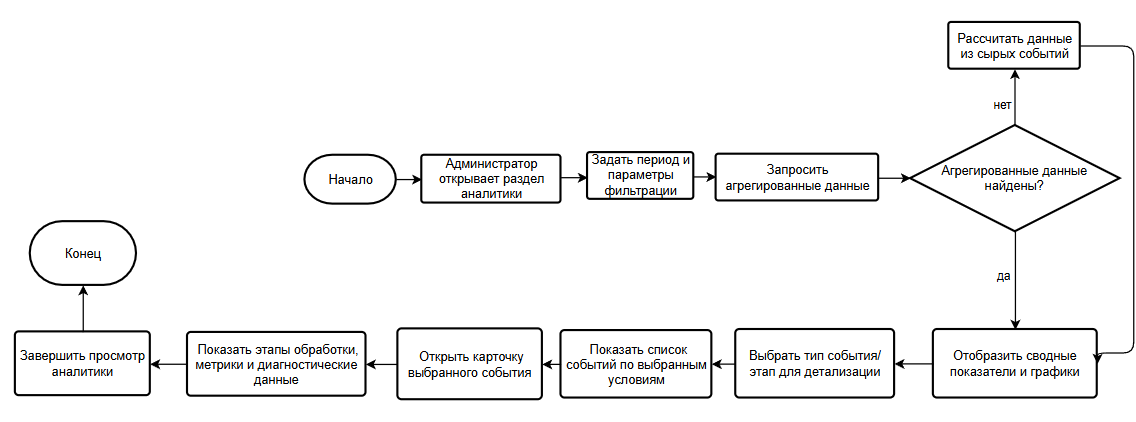 Рассчитать данные
из сырых событий
нет
Начало
Администратор
открывает раздел
аналитики
Задать период и
параметры
фильтрации
Запросить
агрегированные данные
Агрегированные данные
найдены?
да
Отобразить сводные
показатели и графики
Выбрать тип события/
этап для детализации
Показать список
событий по выбранным
условиям
Открыть карточку
выбранного события
Показать этапы обработки,
метрики и диагностические
данные
Завершить просмотр
аналитики
Конец